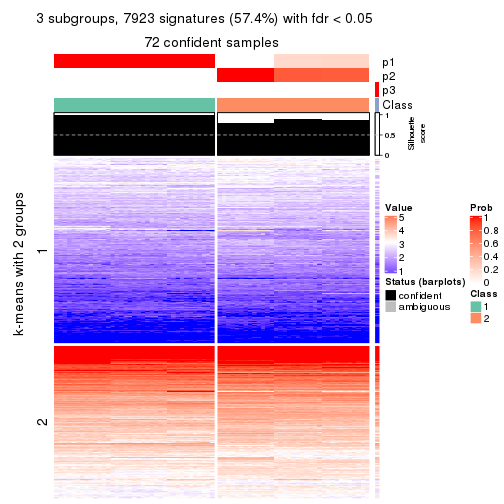 3 subgroups, 7923 signatures (57.4%) with fdr < 0.05
72 confident samples
p1
p2
p3
Class
1
0.5
0
Silhouette
score
k-means with 2 groups
1
2
Value
5
4
3
2
1
Status (barplots)
confident
ambiguous
Prob
1
0.8
0.6
0.4
0.2
0
Class
1
2